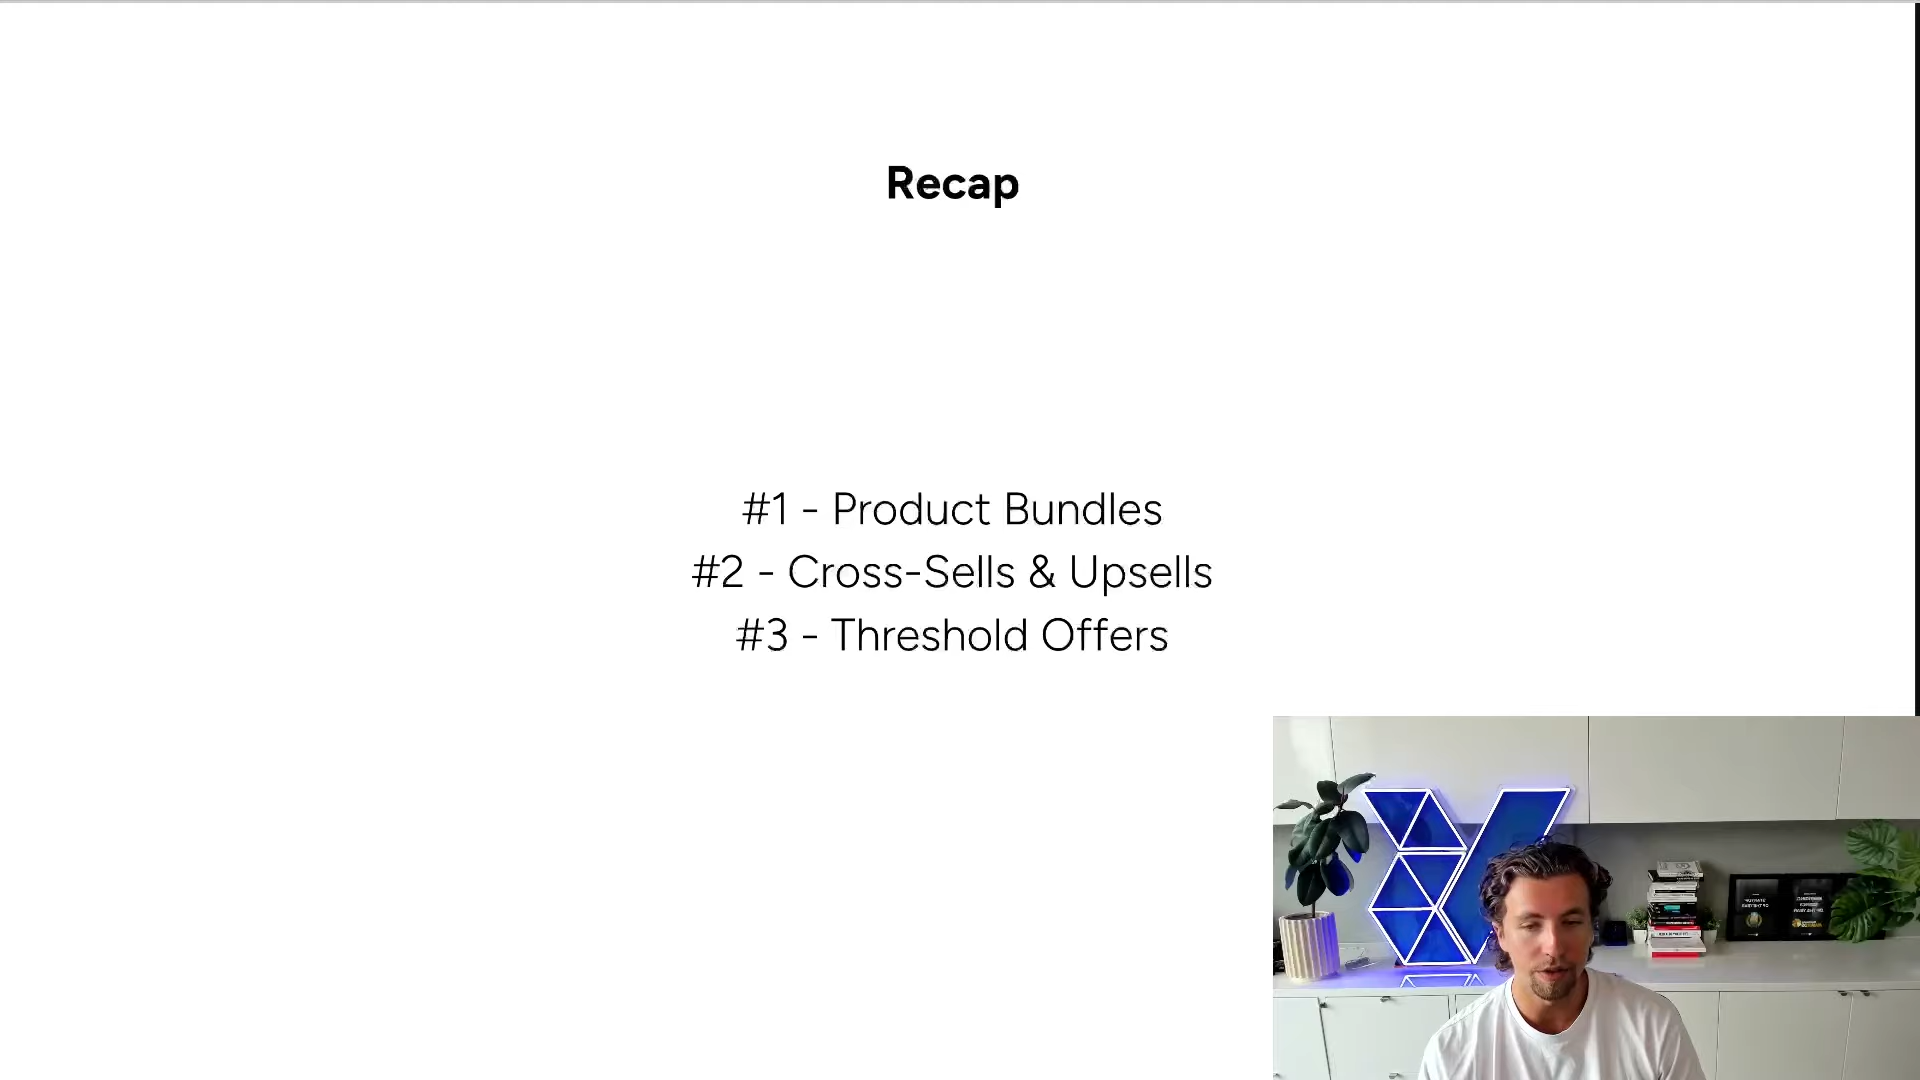 Recap
#1 - Product Bundles
#2 - Cross-Sells & Upsells
#3 - Threshold Offers